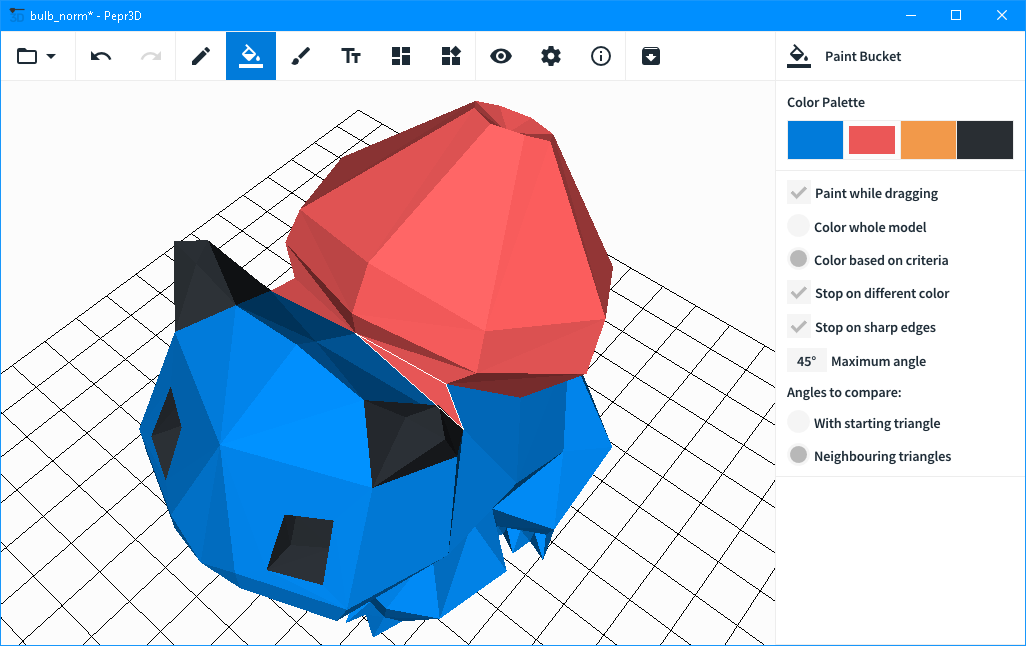 bulb_norm* - Pepr3D
Tt
Paint Bucket
Color Palette
Paint while dragging
Color whole model
Color based on criteria
Stop on different color
Stop on sharp edges
45° Maximum angle
Angles to compare:
With starting triangle
Neighbouring triangles